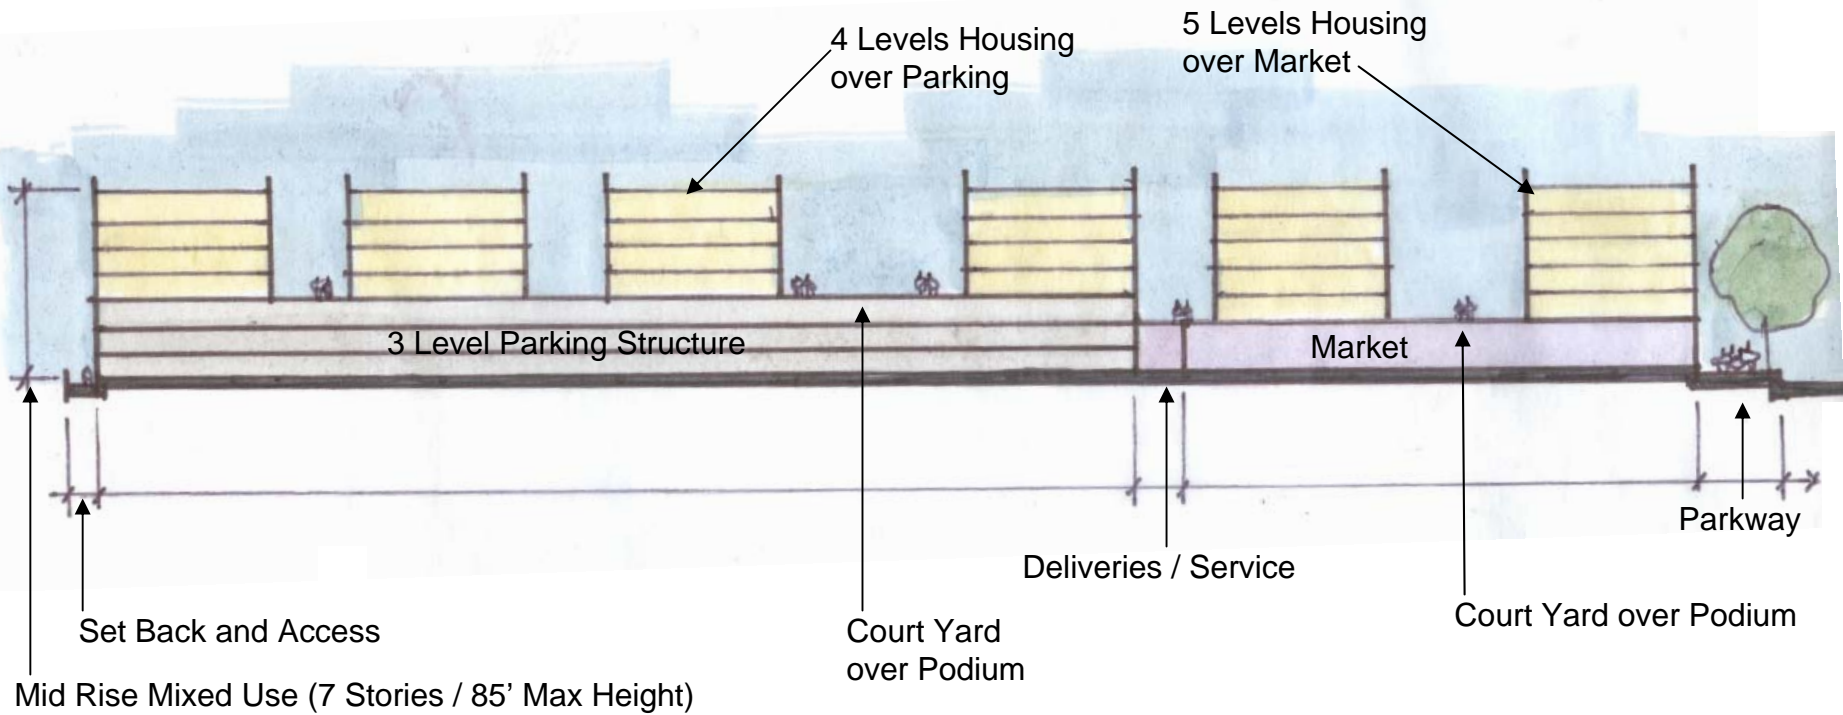 4 Levels Housing
over Parking
5 Levels Housing
over Market
3 Level Parking Structure
Market
Parkway
Deliveries / Service
Set Back and Access
Court Yard
over Podium
Court Yard over Podium
Mid Rise Mixed Use (7 Stories / 85’ Max Height)